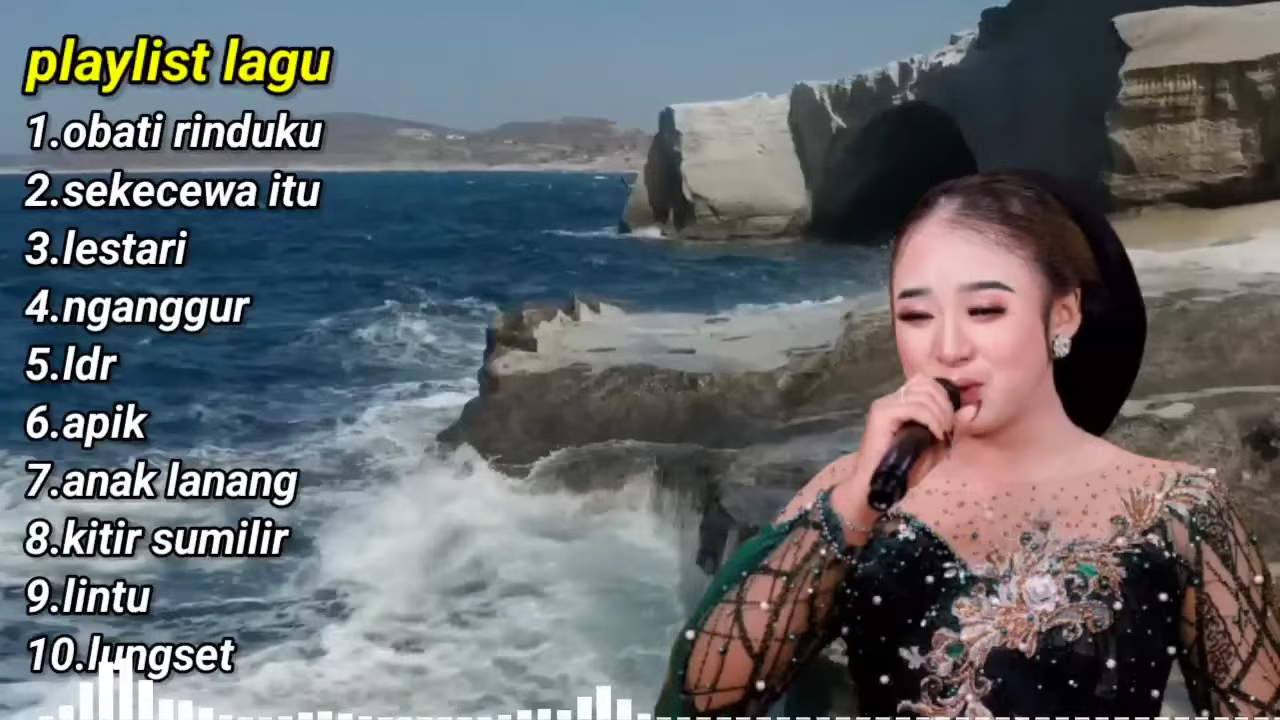 playlist lagu
1.obati rinduku
2.sekecewa itu
3.lestari
4.nganggur
5.ldr
6.apik
7.anak lanang
8.kitir sumilir
9.lintu
10.lungset